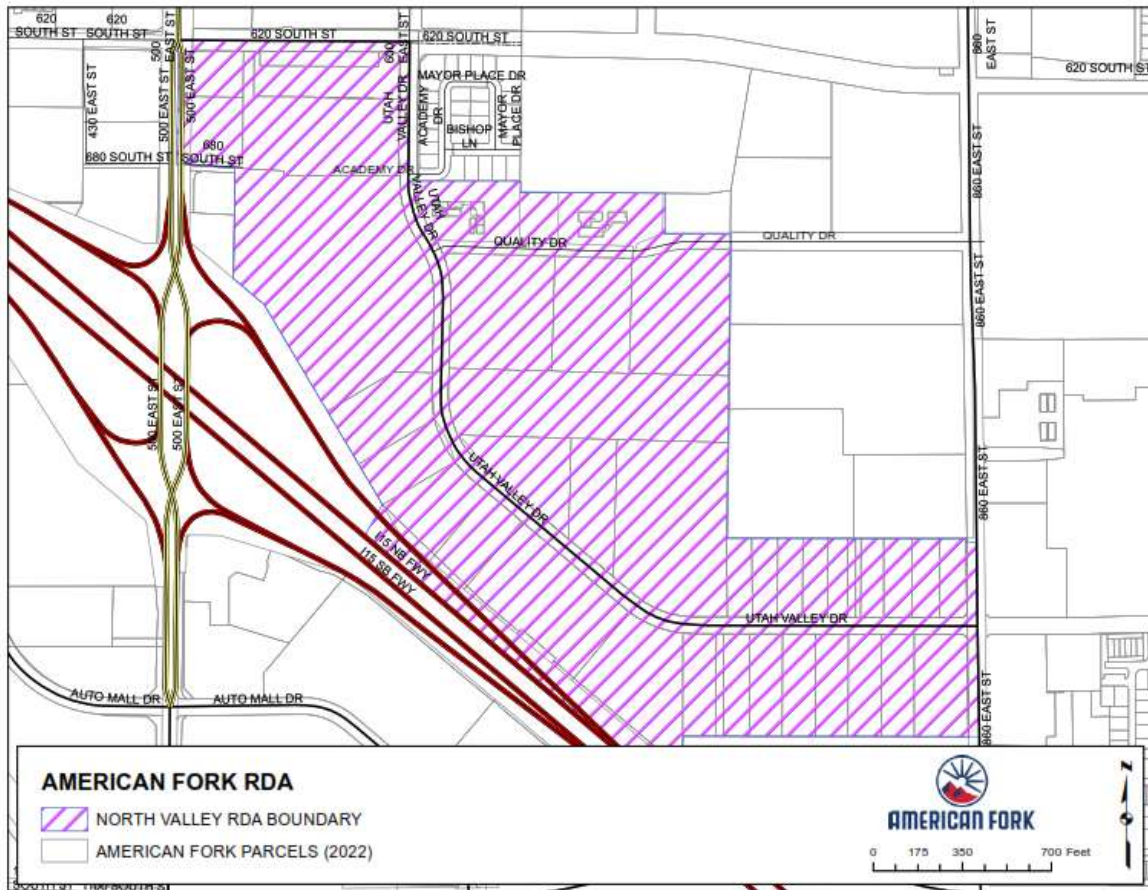 620
SOUTH ST
620
SOUTH ST
500
EAST ST
620 SOUTH ST
600
EAST ST
620 SOUTH ST
860
EAST ST
620 SOUTH ST
430 EAST ST
500 EAST ST
500 EAST ST
UTAH
VALLEY DR
ACADEMY
DR
MAYOR PLACE DR
MAYOR
PLACE DR
BISHOP
LN
680 SOUTH ST
680
SOUTH ST
ACADEMY DR
860 EAST ST
UTAH
VALLEY DR
QUALITY DR
QUALITY DR
860 EAST ST
500 EAST ST
500 EAST ST
UTAH VALLEY DR
860 EAST ST
I15 NB FWY
I15 SB FWY
UTAH VALLEY DR
AUTO MALL DR
AUTO MALL DR
860 EAST ST
AMERICAN FORK RDA
NORTH VALLEY RDA BOUNDARY
AMERICAN FORK PARCELS (2022)
AMERICAN FORK
0 175 350 700 Feet
Z